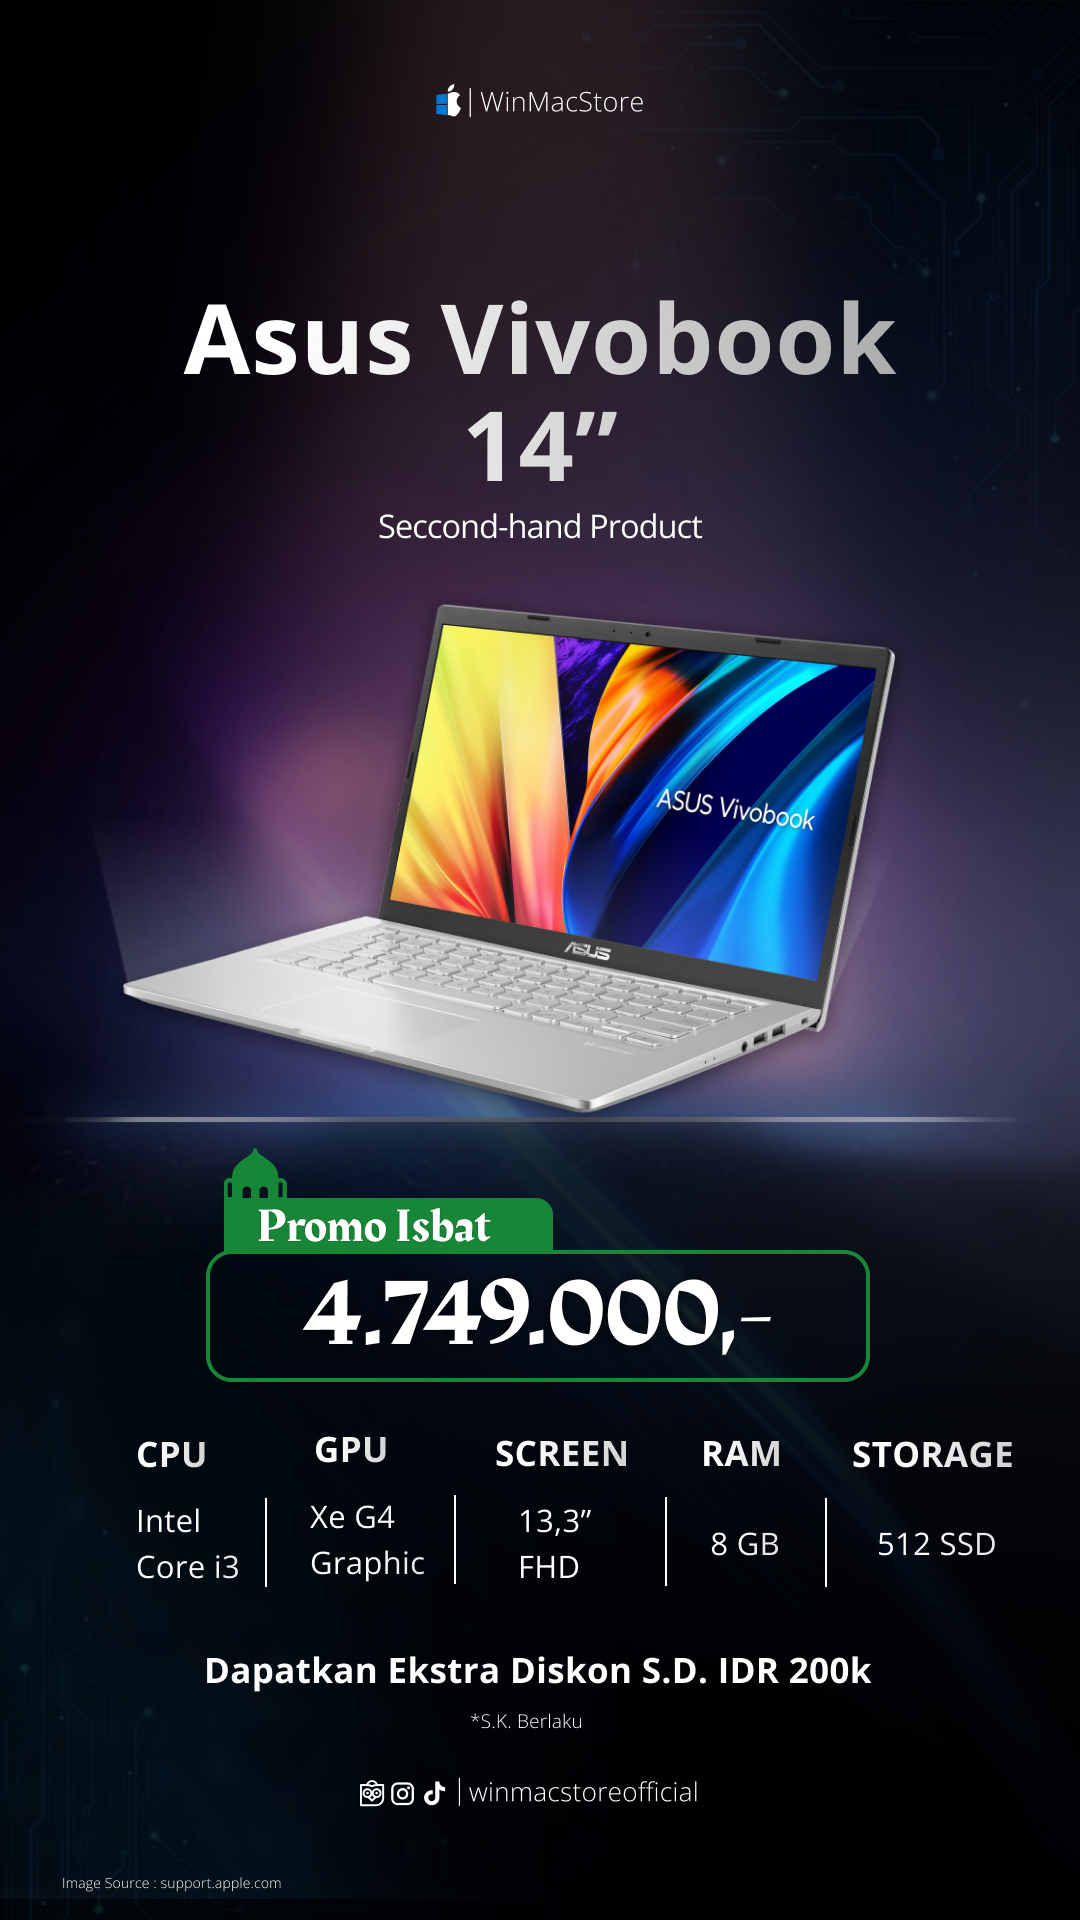 WinMacStore
Asus Vivobook
14”
Seccond-hand Product
ASUS Vivobook
ASUS
Promo Isbat
4.749.000,-
CPU
Intel
Core i3
GPU
Xe G4
Graphic
SCREEN
13,3”
FHD
RAM
8 GB
STORAGE
512 SSD
Dapatkan Ekstra Diskon S.D. IDR 200k
*S.K. Berlaku
winmacstoreofficial
Image Source : support.apple.com